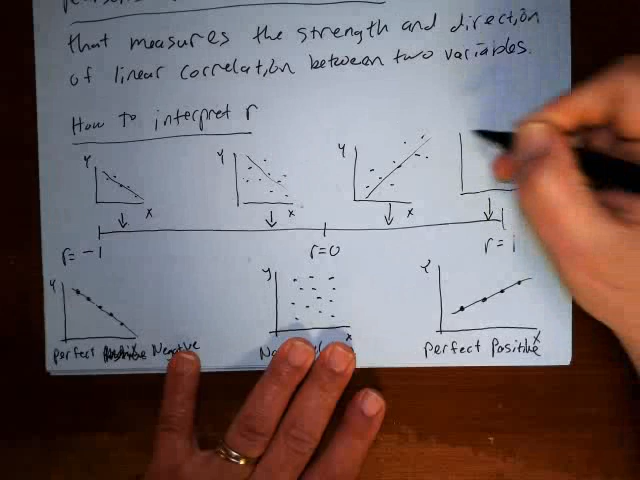 that measures the strength and direction
of linear correlation between two variables.
How to interpret r
y x
y x
y x
r = -1
r=0
r = 1
y
y x
y x
Perfect Negative
No
Perfect Positive